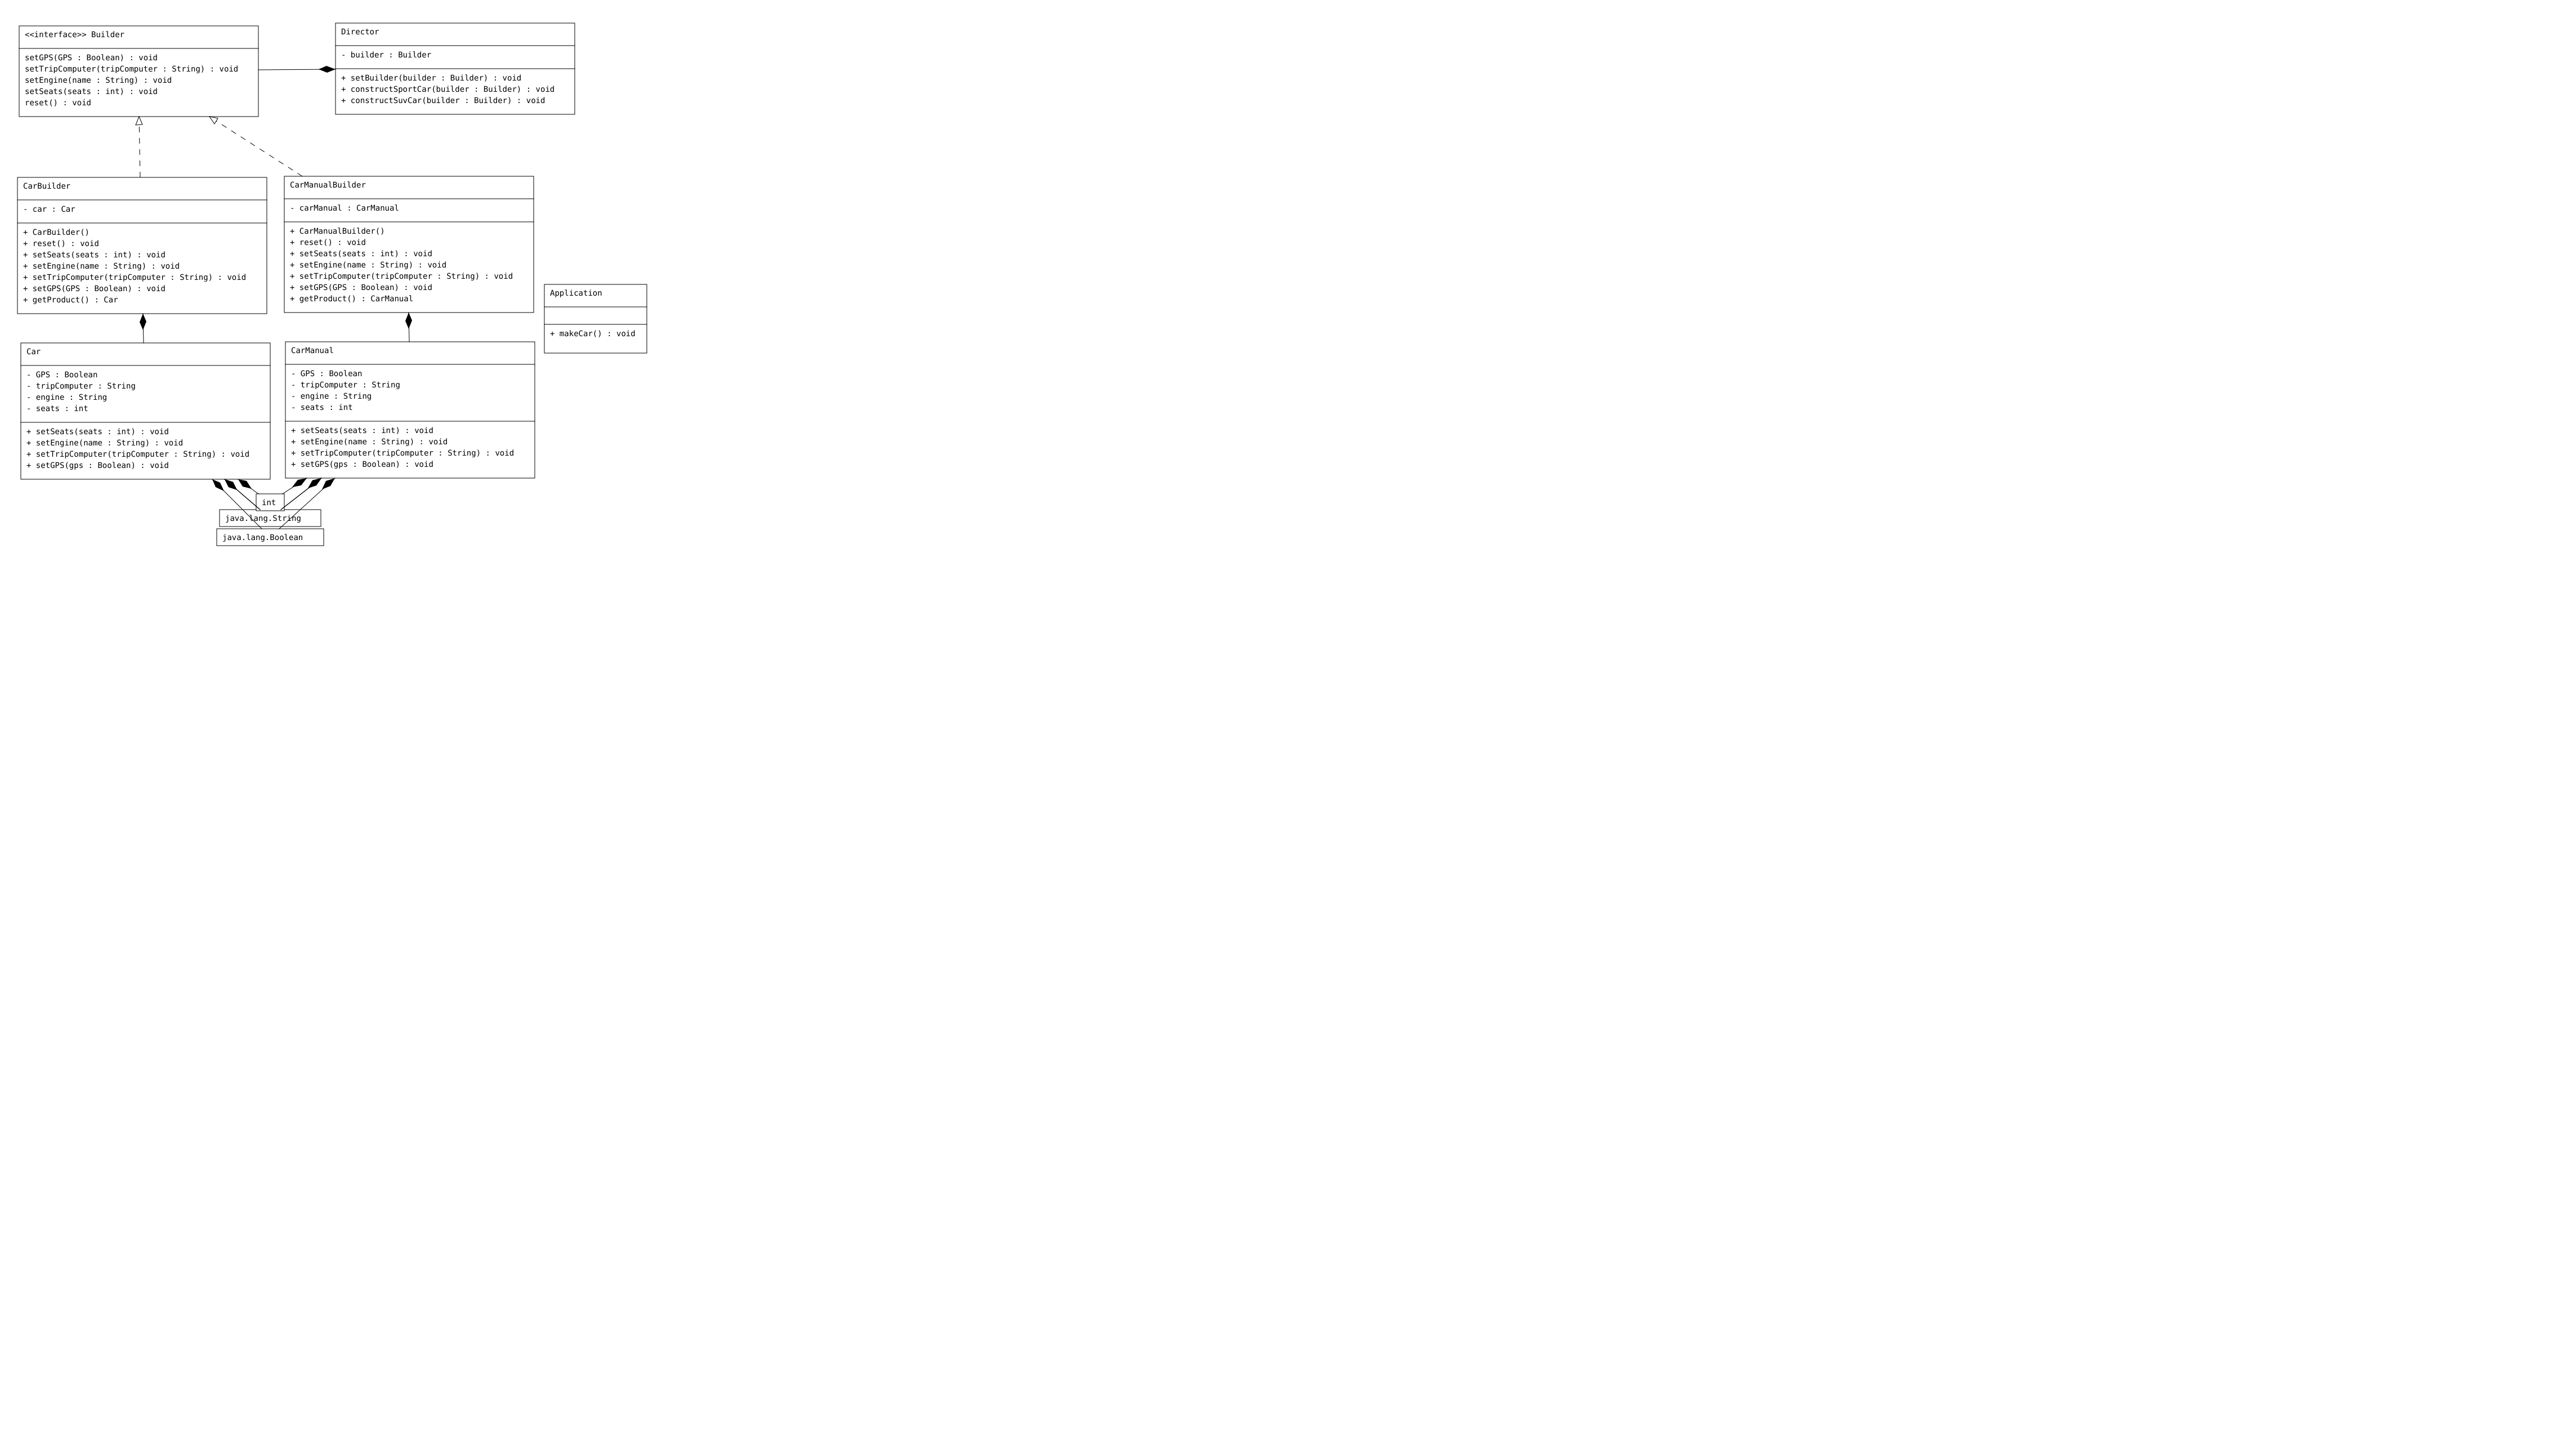 <<interface>> Builder
setGPS(GPS : Boolean) : void
setTripComputer(tripComputer : String) : void
setEngine(name : String) : void
setSeats(seats : int) : void
reset() : void
Director
- builder : Builder
+ setBuilder(builder : Builder) : void
+ constructSportCar(builder : Builder) : void
+ constructSuvCar(builder : Builder) : void
CarBuilder
- car : Car
+ CarBuilder()
+ reset() : void
+ setSeats(seats : int) : void
+ setEngine(name : String) : void
+ setTripComputer(tripComputer : String) : void
+ setGPS(GPS : Boolean) : void
+ getProduct() : Car
CarManualBuilder
- carManual : CarManual
+ CarManualBuilder()
+ reset() : void
+ setSeats(seats : int) : void
+ setEngine(name : String) : void
+ setTripComputer(tripComputer : String) : void
+ setGPS(GPS : Boolean) : void
+ getProduct() : CarManual
Application
+ makeCar() : void
Car
- GPS : Boolean
- tripComputer : String
- engine : String
- seats : int
+ setSeats(seats : int) : void
+ setEngine(name : String) : void
+ setTripComputer(tripComputer : String) : void
+ setGPS(gps : Boolean) : void
CarManual
- GPS : Boolean
- tripComputer : String
- engine : String
- seats : int
+ setSeats(seats : int) : void
+ setEngine(name : String) : void
+ setTripComputer(tripComputer : String) : void
+ setGPS(gps : Boolean) : void
int
java.lang.String
java.lang.Boolean